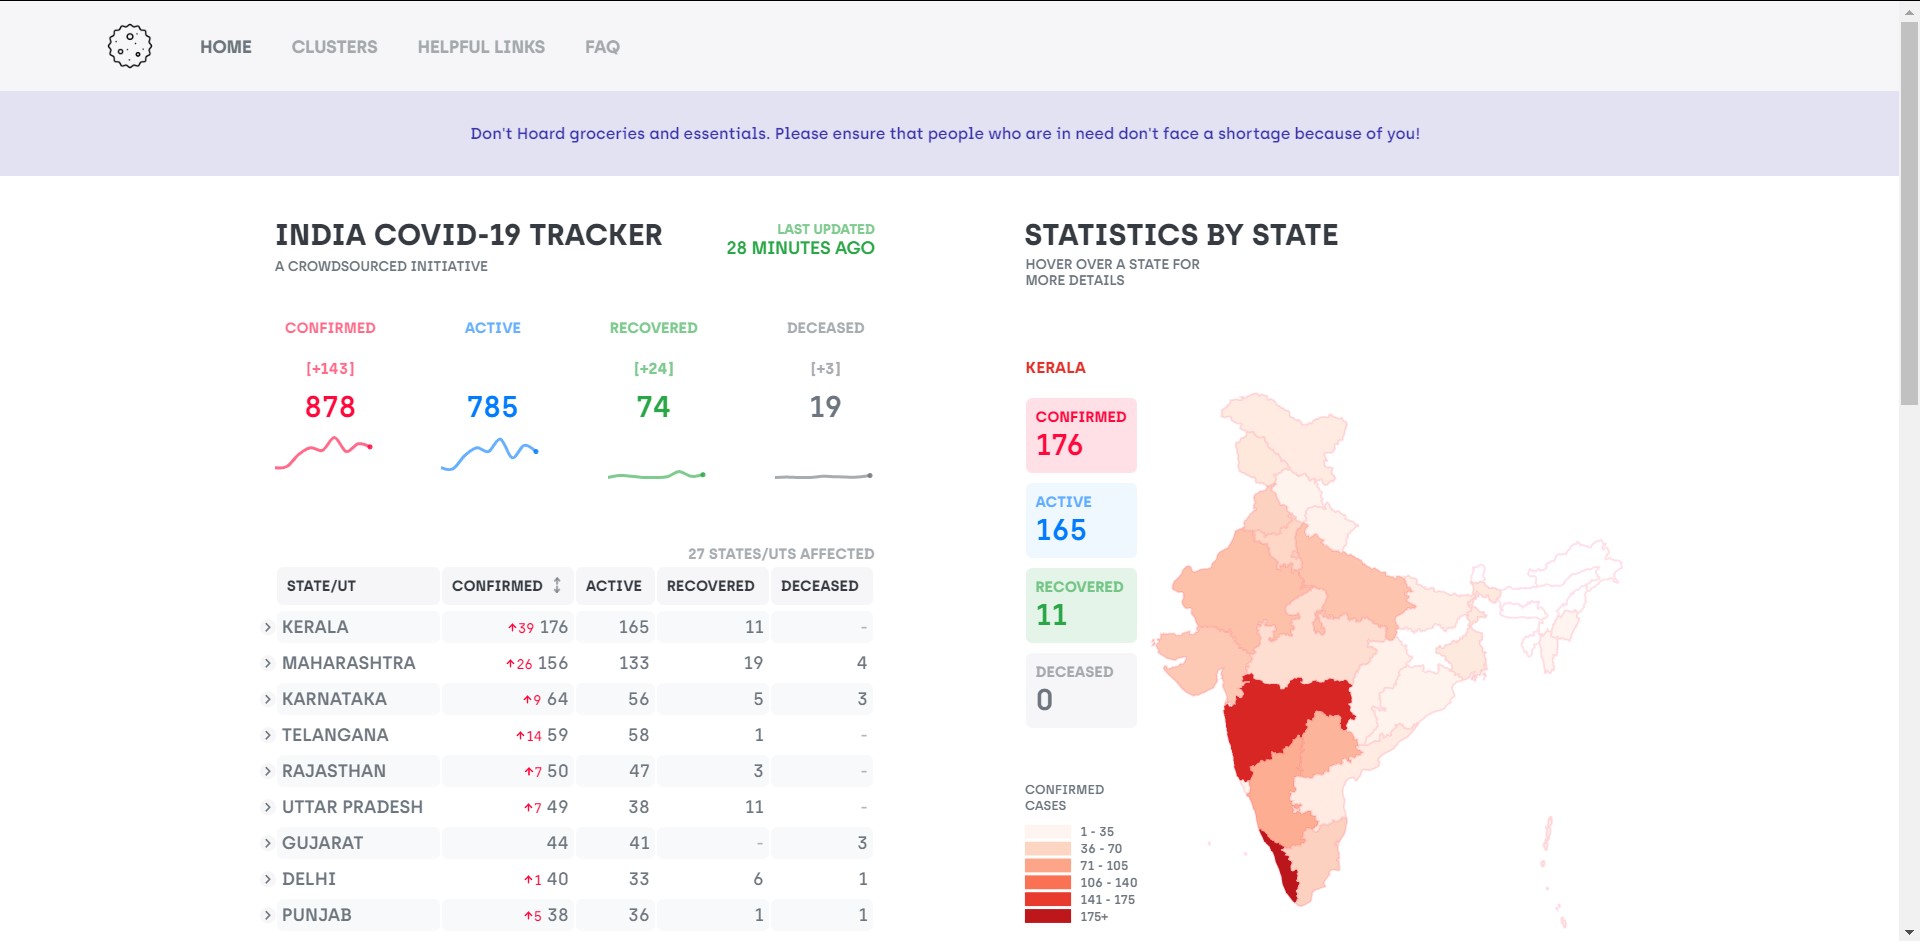 HOME CLUSTERS HELPFUL LINKS FAQ
Don't Hoard groceries and essentials. Please ensure that people who are in need don't face a shortage because of you!
INDIA COVID-19 TRACKER
A CROWDSOURCED INITIATIVE
LAST UPDATED
28 MINUTES AGO
CONFIRMED ACTIVE RECOVERED DECEASED
[+143] [+24] [+3]
878 785 74 19
27 STATES/UTS AFFECTED
STATE/UT CONFIRMED ACTIVE RECOVERED DECEASED
KERALA ↑39 176 165 11 -
MAHARASHTRA ↑26 156 133 19 4
KARNATAKA ↑9 64 56 5 3
TELANGANA ↑14 59 58 1 -
RAJASTHAN ↑7 50 47 3 -
UTTAR PRADESH ↑7 49 38 11 -
GUJARAT 44 41 - 3
DELHI ↑1 40 33 6 1
PUNJAB ↑5 38 36 1 1
STATISTICS BY STATE
HOVER OVER A STATE FOR
MORE DETAILS
KERALA
CONFIRMED
176
ACTIVE
165
RECOVERED
11
DECEASED
0
CONFIRMED
CASES
1 - 35
36 - 70
71 - 105
106 - 140
141 - 175
175+